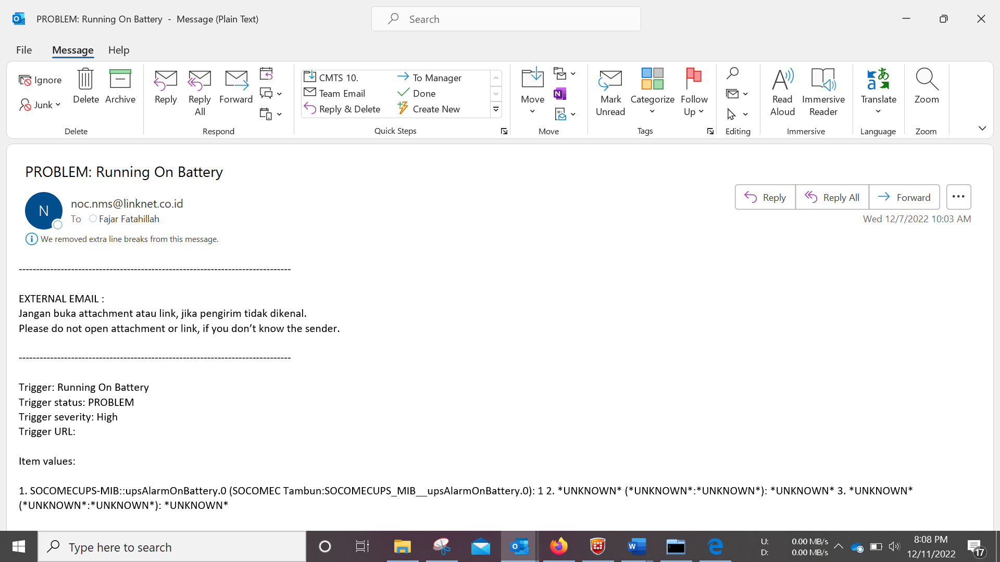 PROBLEM: Running On Battery - Message (Plain Text)
Search
File Message Help
Ignore
Junk
Delete
Archive
Delete
Reply
Reply All
Forward
Respond
CMTS 10.
To Manager
Team Email
Done
Reply & Delete
Create New
Quick Steps
Move
Move
Mark Unread
Categorize
Follow Up
Tags
Editing
Read Aloud
Immersive Reader
Immersive
Translate
Language
Zoom
Zoom
PROBLEM: Running On Battery
N
noc.nms@linknet.co.id
To Fajar Fatahillah
Reply
Reply All
Forward
Wed 12/7/2022 10:03 AM
We removed extra line breaks from this message.
------------------------------------------------------------------------------
EXTERNAL EMAIL :
Jangan buka attachment atau link, jika pengirim tidak dikenal.
Please do not open attachment or link, if you don’t know the sender.
------------------------------------------------------------------------------
Trigger: Running On Battery
Trigger status: PROBLEM
Trigger severity: High
Trigger URL:
Item values:
1. SOCOMECUPS-MIB::upsAlarmOnBattery.0 (SOCOMEC Tambun:SOCOMECUPS_MIB__upsAlarmOnBattery.0): 1 2. *UNKNOWN* (*UNKNOWN*:*UNKNOWN*): *UNKNOWN* 3. *UNKNOWN*
(*UNKNOWN*:*UNKNOWN*): *UNKNOWN*
Type here to search
U: 0.00 MB/s
D: 0.00 MB/s
8:08 PM
12/11/2022
17